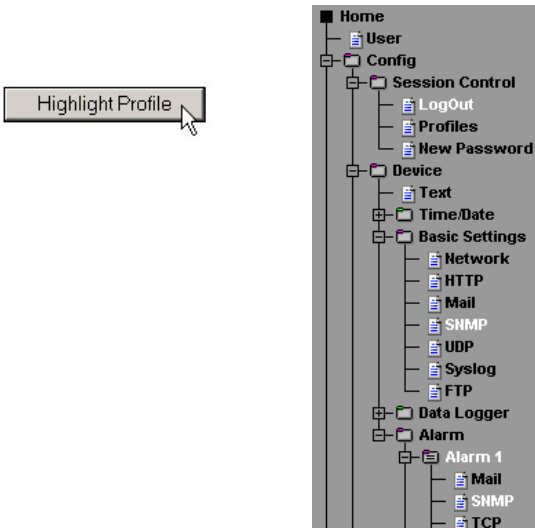 Highlight Profile
Home
User
Config
Session Control
LogOut
Profiles
New Password
Device
Text
Time/Date
Basic Settings
Network
HTTP
Mail
SNMP
UDP
Syslog
FTP
Data Logger
Alarm
Alarm 1
Mail
SNMP
TCP